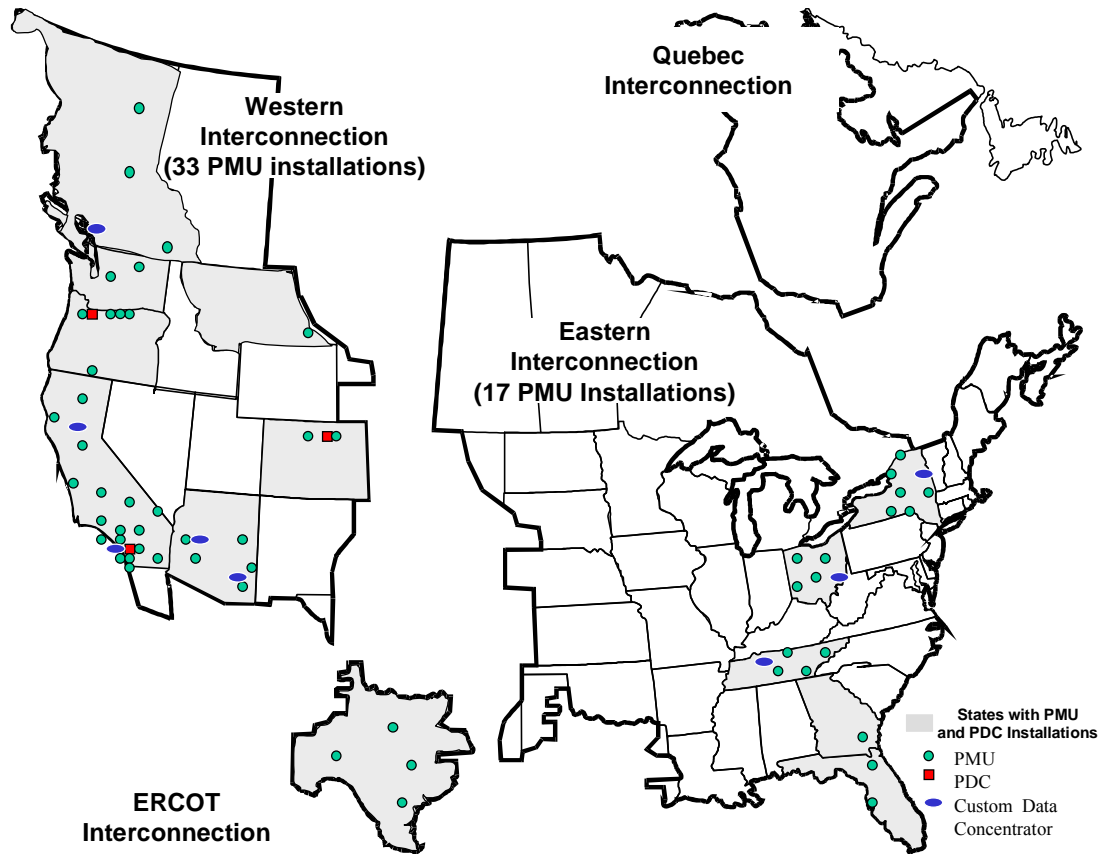 Quebec
Interconnection
Western
Interconnection
(33 PMU installations)
Eastern
Interconnection
(17 PMU Installations)
ERCOT
Interconnection
States with PMU
and PDC Installations
PMU
PDC
Custom Data
Concentrator